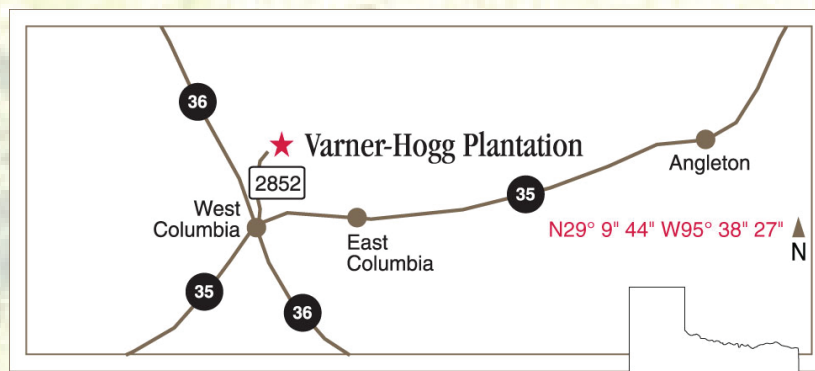 36
Varner-Hogg Plantation
2852
Angleton
35
West
Columbia
East
Columbia
N29° 9" 44" W95° 38" 27"
N
35
36